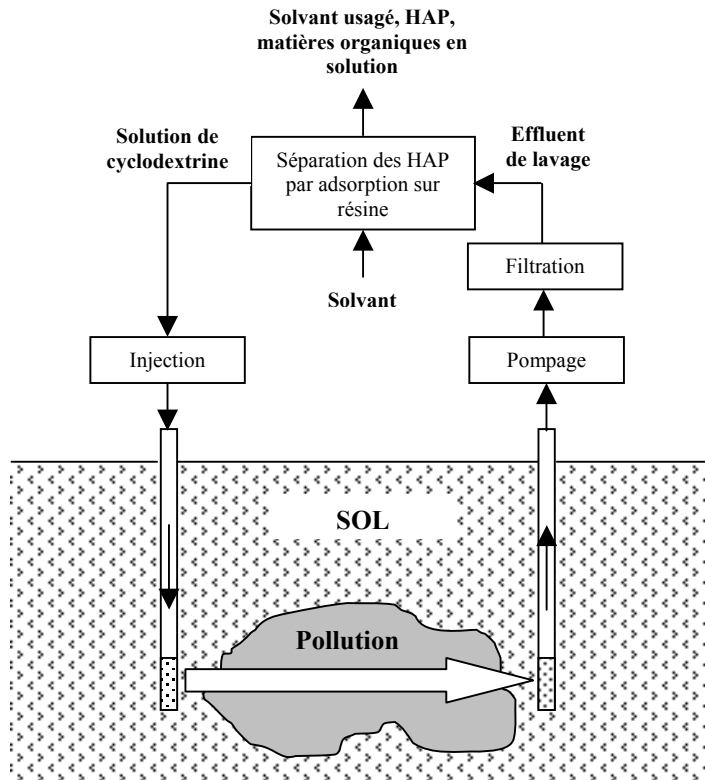 Solvant usagé, HAP,
matières organiques en
solution
Solution de
cyclodextrine
Effluent
de lavage
Séparation des HAP
par adsorption sur
résine
Filtration
Solvant
Injection
Pompage
SOL
Pollution